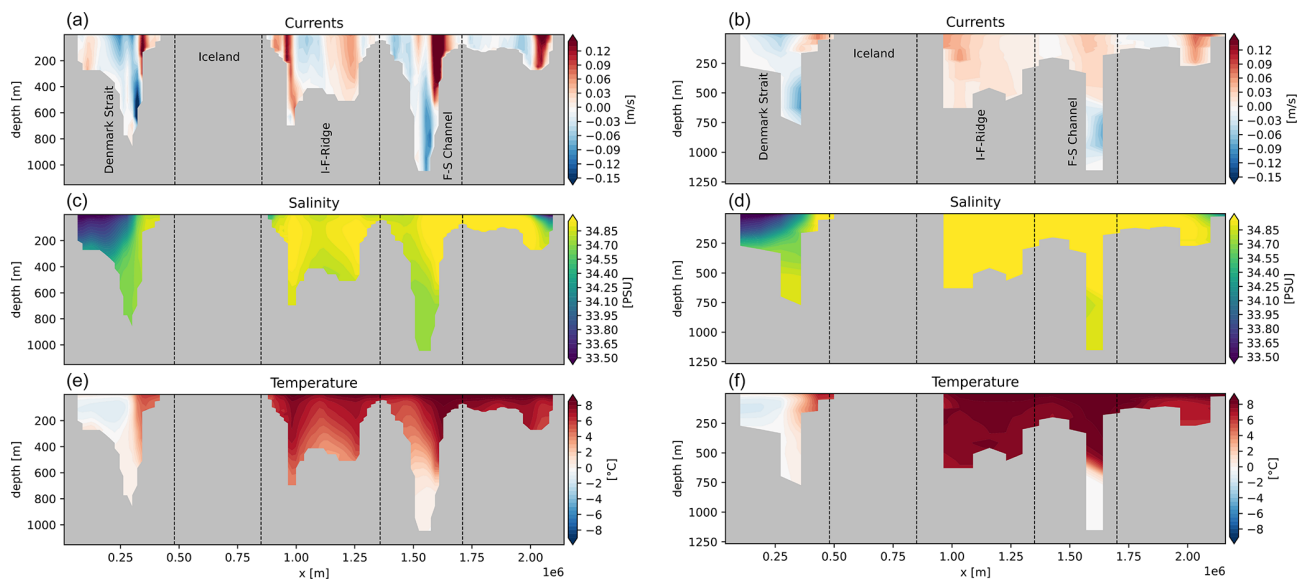 (a)
Currents
depth [m]
200
400
600
800
1000
Denmark Strait
Iceland
I-F-Ridge
F-S Channel
0.12
0.09
0.06
0.03
0.00
−0.03
−0.06
−0.09
−0.12
−0.15
[m/s]
(b)
Currents
depth [m]
250
500
750
1000
1250
Denmark Strait
Iceland
I-F-Ridge
F-S Channel
0.12
0.09
0.06
0.03
0.00
−0.03
−0.06
−0.09
−0.12
−0.15
[m/s]
(c)
Salinity
depth [m]
200
400
600
800
1000
34.85
34.70
34.55
34.40
34.25
34.10
33.95
33.80
33.65
33.50
[PSU]
(d)
Salinity
depth [m]
250
500
750
1000
1250
34.85
34.70
34.55
34.40
34.25
34.10
33.95
33.80
33.65
33.50
[PSU]
(e)
Temperature
depth [m]
200
400
600
800
1000
8
6
4
2
0
−2
−4
−6
−8
[°C]
0.25 0.50 0.75 1.00 1.25 1.50 1.75 2.00
x [m]
1e6
(f)
Temperature
depth [m]
250
500
750
1000
1250
8
6
4
2
0
−2
−4
−6
−8
[°C]
0.25 0.50 0.75 1.00 1.25 1.50 1.75 2.00
x [m]
1e6